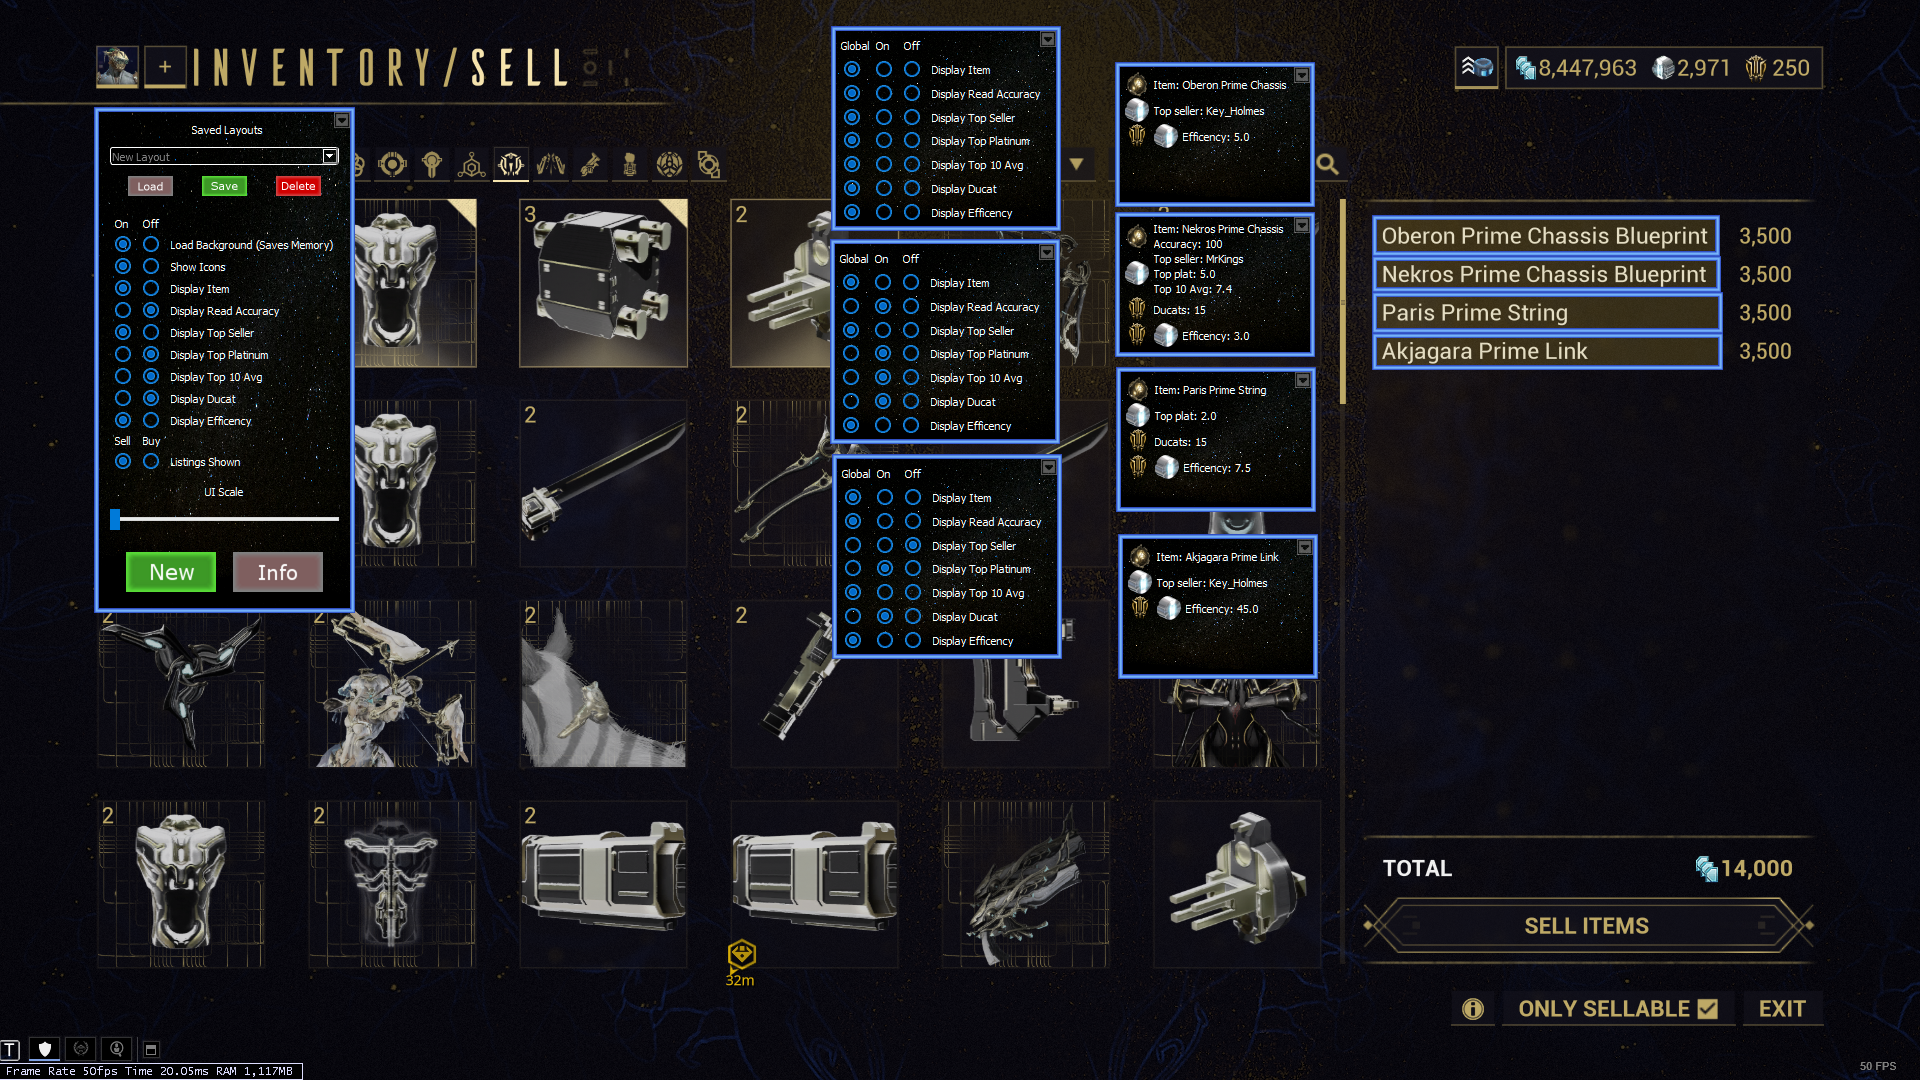 INVENTORY/SELL
8,447,963
2,971
250
Saved Layouts
New Layout
Load
Save
Delete
On
Off
Load Background (Saves Memory)
Show Icons
Display Item
Display Read Accuracy
Display Top Seller
Display Top Platinum
Display Top 10 Avg
Display Ducat
Display Efficency
Sell
Buy
Listings Shown
UI Scale
New
Info
Global On Off
Display Item
Display Read Accuracy
Display Top Seller
Display Top Platinum
Display Top 10 Avg
Display Ducat
Display Efficency
Global On Off
Display Item
Display Read Accuracy
Display Top Seller
Display Top Platinum
Display Top 10 Avg
Display Ducat
Display Efficency
Global On Off
Display Item
Display Read Accuracy
Display Top Seller
Display Top Platinum
Display Top 10 Avg
Display Ducat
Display Efficency
Item: Oberon Prime Chassis
Top seller: Key_Holmes
Efficency: 5.0
Item: Nekros Prime Chassis
Accuracy: 100
Top seller: MrKings
Top plat: 5.0
Top 10 Avg: 7.4
Ducats: 15
Efficency: 3.0
Item: Paris Prime String
Top plat: 2.0
Ducats: 15
Efficency: 7.5
Item: Akjagara Prime Link
Top seller: Key_Holmes
Efficency: 45.0
Oberon Prime Chassis Blueprint 3,500
Nekros Prime Chassis Blueprint 3,500
Paris Prime String 3,500
Akjagara Prime Link 3,500
3
2
2
2
2
2
2
2
2
2
2
32m
TOTAL 14,000
SELL ITEMS
ONLY SELLABLE
EXIT
T
Frame Rate 50fps Time 20.05ms RAM 1,117MB
50 FPS